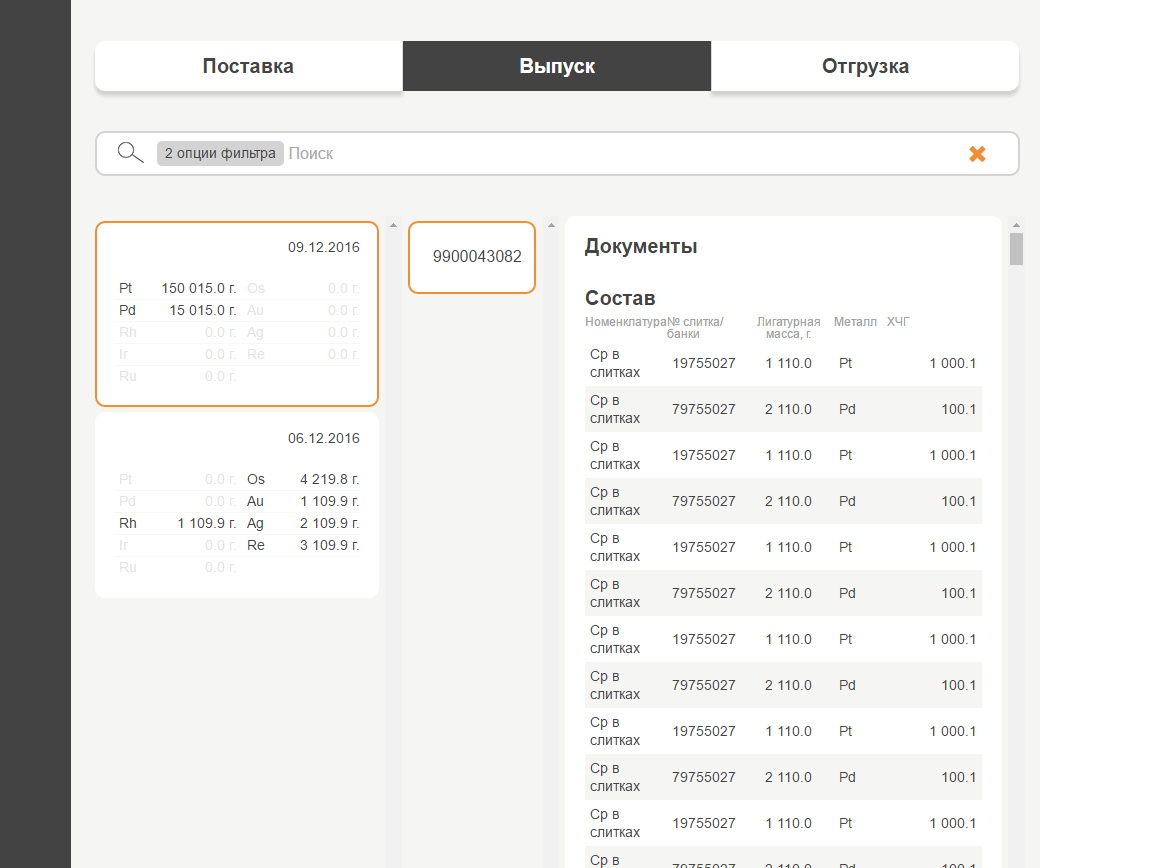 Поставка
Выпуск
Отгрузка
2 опции фильтра Поиск
09.12.2016
Pt 150 015.0 г. Os 0.0 г.
Pd 15 015.0 г. Au 0.0 г.
Rh 0.0 г. Ag 0.0 г.
Ir 0.0 г. Re 0.0 г.
Ru 0.0 г.
06.12.2016
Pt 0.0 г. Os 4 219.8 г.
Pd 0.0 г. Au 1 109.9 г.
Rh 1 109.9 г. Ag 2 109.9 г.
Ir 0.0 г. Re 3 109.9 г.
Ru 0.0 г.
9900043082
Документы
Состав
Номенклатура № слитка/ Лигатурная Металл ХЧГ
банки масса, г.
Ср в
слитках 19755027 1 110.0 Pt 1 000.1
Ср в
слитках 79755027 2 110.0 Pd 100.1
Ср в
слитках 19755027 1 110.0 Pt 1 000.1
Ср в
слитках 79755027 2 110.0 Pd 100.1
Ср в
слитках 19755027 1 110.0 Pt 1 000.1
Ср в
слитках 79755027 2 110.0 Pd 100.1
Ср в
слитках 19755027 1 110.0 Pt 1 000.1
Ср в
слитках 79755027 2 110.0 Pd 100.1
Ср в
слитках 19755027 1 110.0 Pt 1 000.1
Ср в
слитках 79755027 2 110.0 Pd 100.1
Ср в
слитках 19755027 1 110.0 Pt 1 000.1
Ср в